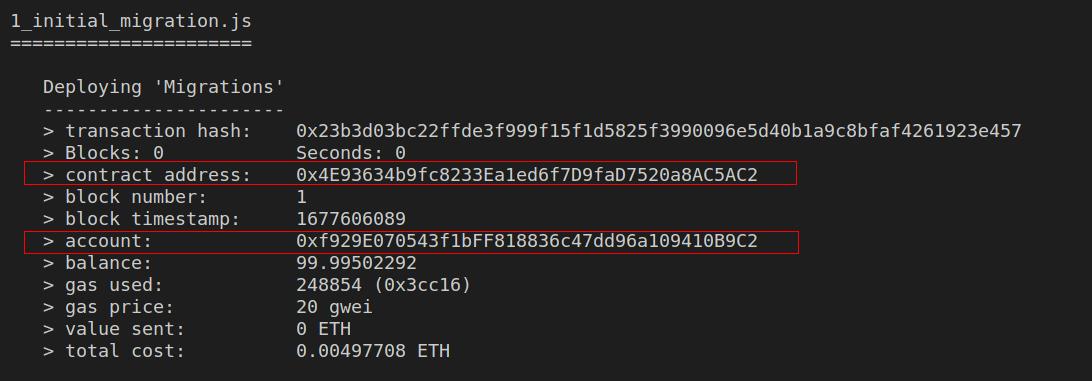 1_initial_migration.js
======================
Deploying 'Migrations'
----------------------
> transaction hash: 0x23b3d03bc22ffde3f999f15f1d5825f3990096e5d40b1a9c8bfaf4261923e457
> Blocks: 0 Seconds: 0
> contract address: 0x4E93634b9fc8233Ea1ed6f7D9faD7520a8AC5AC2
> block number: 1
> block timestamp: 1677606089
> account: 0xf929E070543f1bFF818836c47dd96a109410B9C2
> balance: 99.99502292
> gas used: 248854 (0x3cc16)
> gas price: 20 gwei
> value sent: 0 ETH
> total cost: 0.00497708 ETH